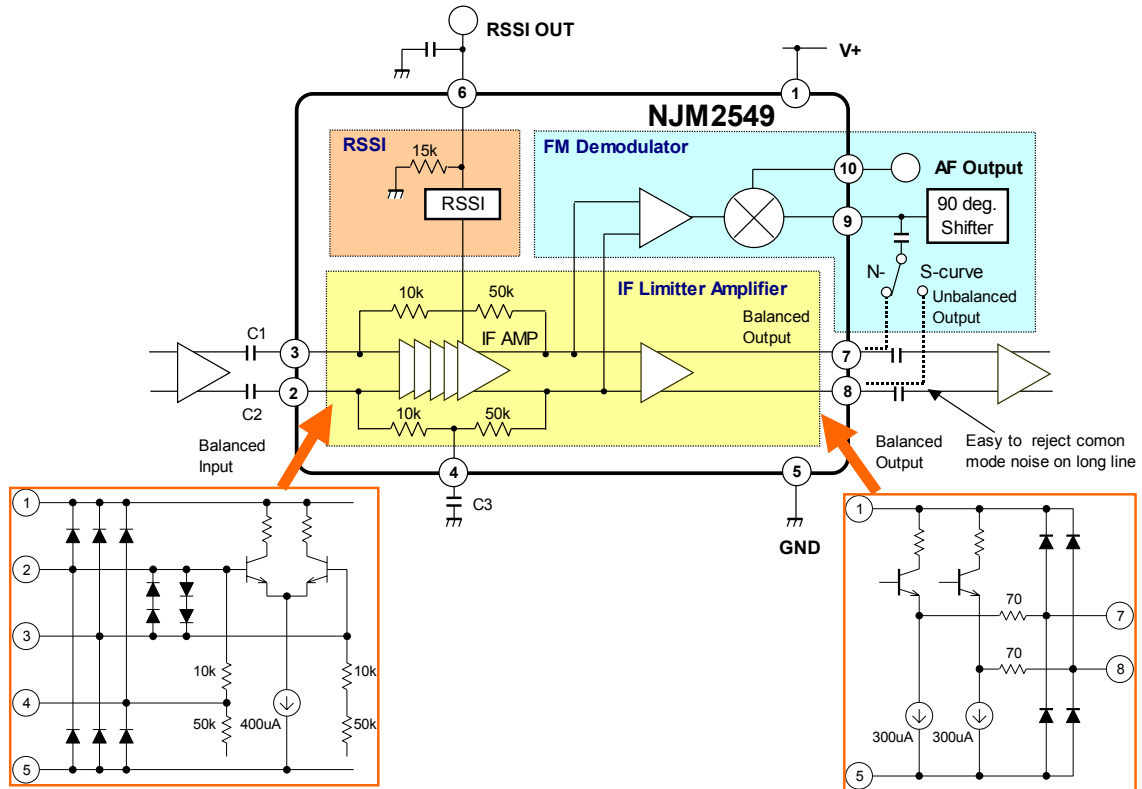 RSSI OUT
V+
6
1
NJM2549
RSSI
15k
RSSI
FM Demodulator
10
AF Output
9
90 deg.
Shifter
N-
S-curve
Unbalanced
Output
IF Limitter Amplifier
10k
50k
IF AMP
Balanced
Output
C1
3
7
2
8
C2
10k
50k
Balanced
Input
4
5
Balanced
Output
Easy to reject comon
mode noise on long line
C3
GND
1
2
3
4
5
10k
50k
400uA
10k
50k
1
70
7
70
8
300uA
300uA
5